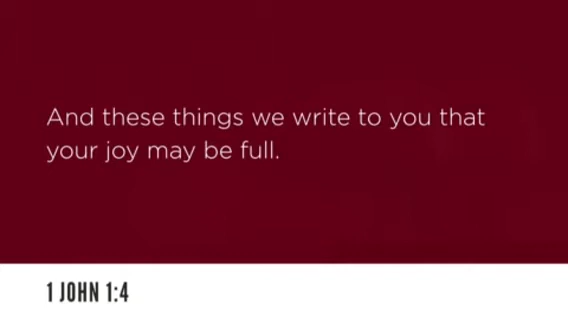 And these things we write to you that
your joy may be full.
1 JOHN 1:4